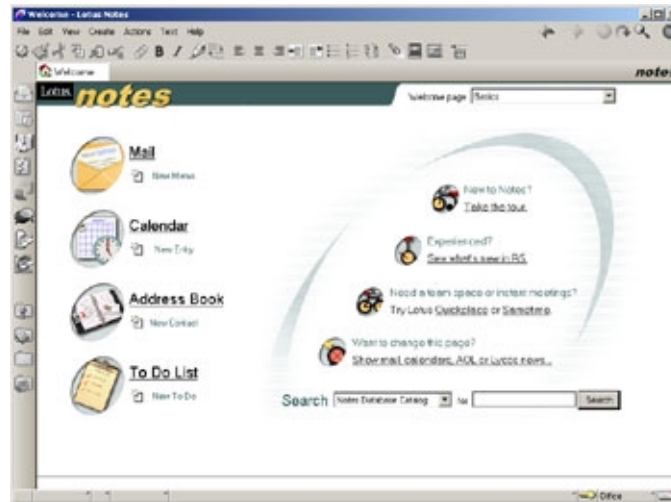 Welcome - Lotus Notes
File Edit View Create Actions Text Help
Welcome
notes
Lotus notes
Welcome page Basics
Mail
New Memo
Calendar
New Entry
Address Book
New Contact
To Do List
New To Do
New to Notes?
Take the tour.
Experienced?
See what's new in R5.
Need a team space or instant meetings?
Try Lotus Quickplace or Sametime.
Want to change this page?
Show mail, calendars, AOL or Lycos news...
Search Notes Database Catalog for Search
Office